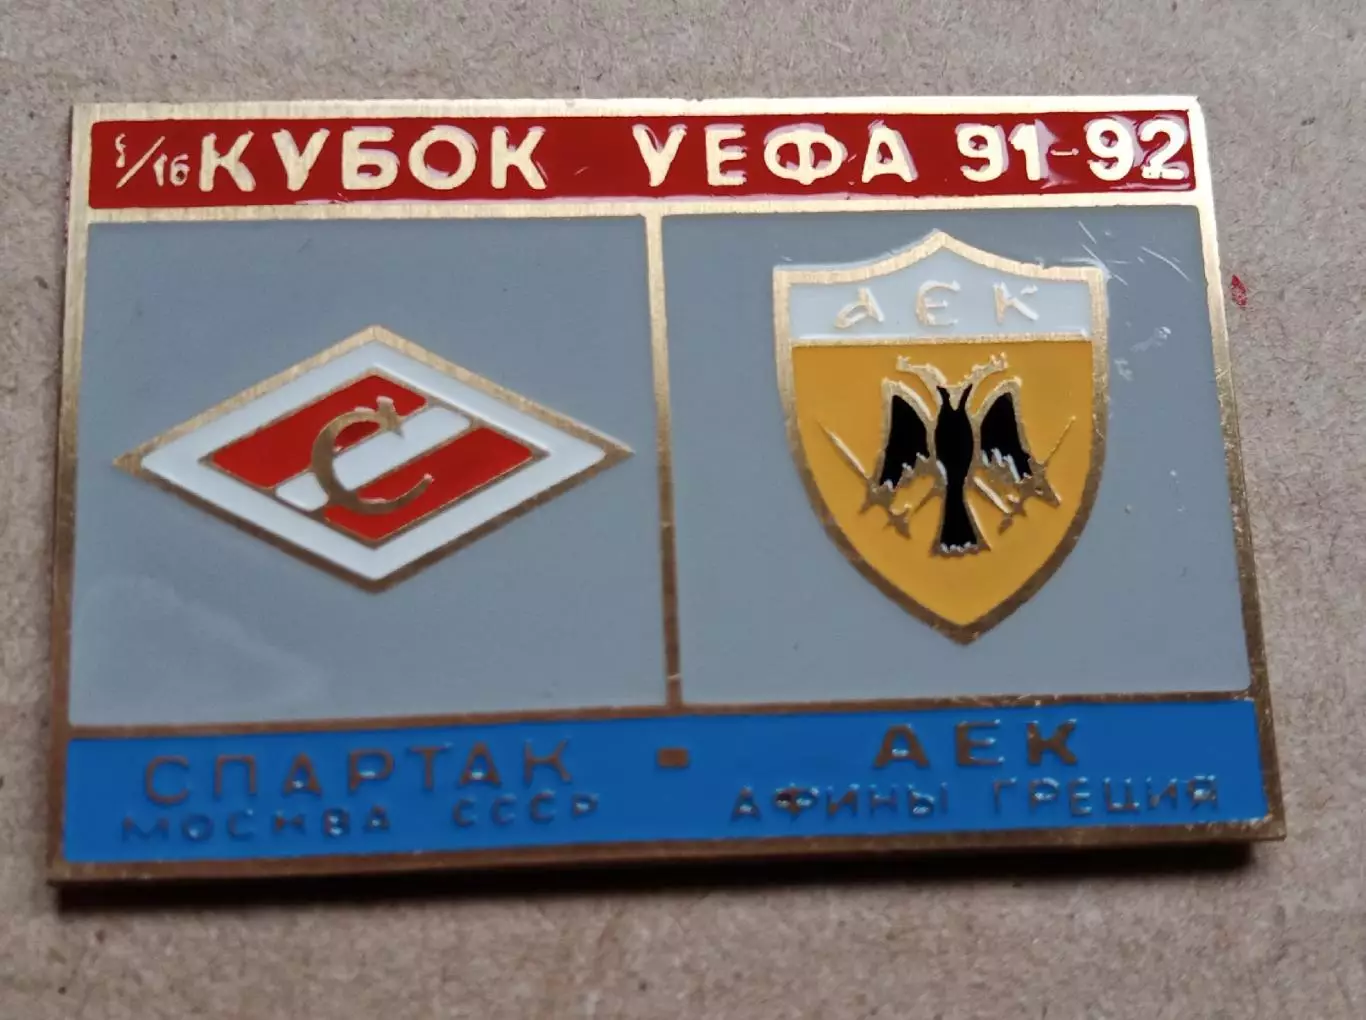 1/16 КУБОК УЕФА 91-92
С
АЕК
СПАРТАК - АЕК
МОСКВА СССР АФИНЫ ГРЕЦИЯ